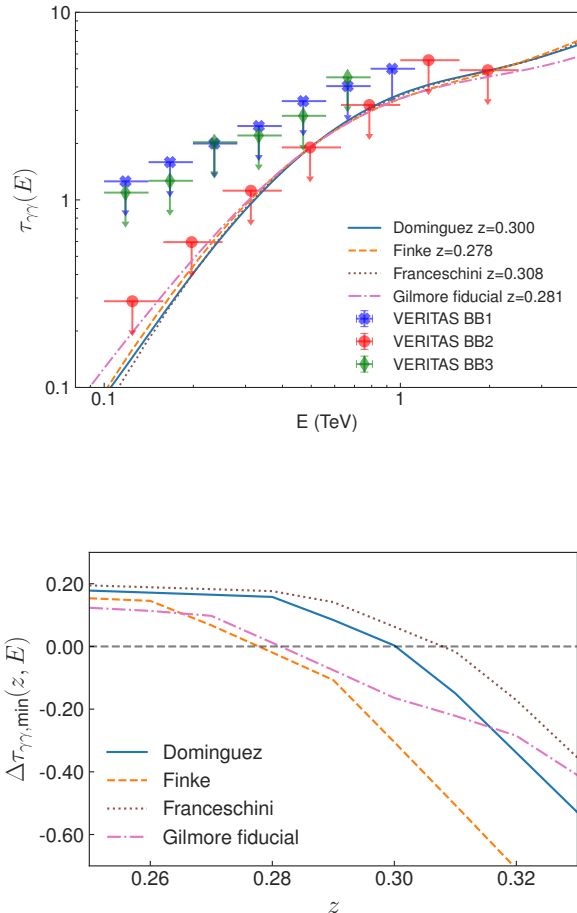 10
1
0.1
τγγ(E)
0.1
1
E (TeV)
Dominguez z=0.300
Finke z=0.278
Franceschini z=0.308
Gilmore fiducial z=0.281
VERITAS BB1
VERITAS BB2
VERITAS BB3
0.20
0.00
-0.20
-0.40
-0.60
Δτγγ,min(z, E)
Dominguez
Finke
Franceschini
Gilmore fiducial
0.26
0.28
0.30
0.32
z